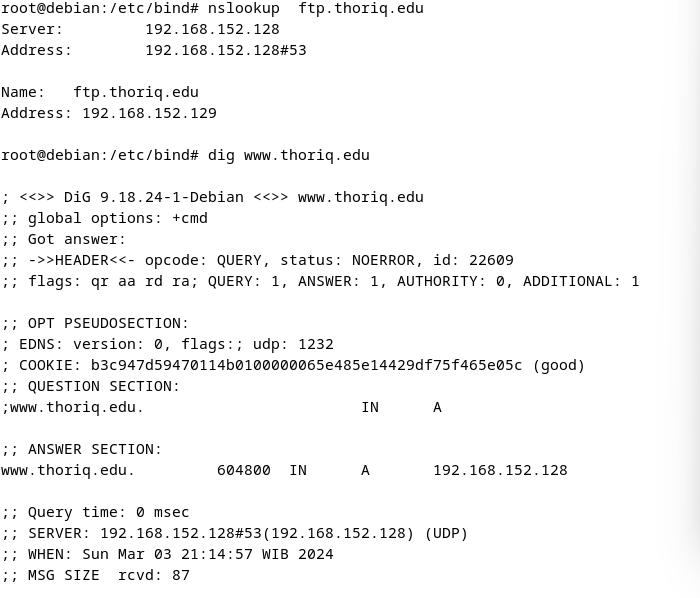 root@debian:/etc/bind# nslookup  ftp.thoriq.edu
Server:         192.168.152.128
Address:        192.168.152.128#53
Name:   ftp.thoriq.edu
Address: 192.168.152.129
root@debian:/etc/bind# dig www.thoriq.edu
; <<>> DiG 9.18.24-1-Debian <<>> www.thoriq.edu
;; global options: +cmd
;; Got answer:
;; ->>HEADER<<- opcode: QUERY, status: NOERROR, id: 22609
;; flags: qr aa rd ra; QUERY: 1, ANSWER: 1, AUTHORITY: 0, ADDITIONAL: 1
;; OPT PSEUDOSECTION:
; EDNS: version: 0, flags:; udp: 1232
; COOKIE: b3c947d59470114b0100000065e485e14429df75f465e05c (good)
;; QUESTION SECTION:
;www.thoriq.edu.                        IN      A
;; ANSWER SECTION:
www.thoriq.edu.         604800  IN      A       192.168.152.128
;; Query time: 0 msec
;; SERVER: 192.168.152.128#53(192.168.152.128) (UDP)
;; WHEN: Sun Mar 03 21:14:57 WIB 2024
;; MSG SIZE  rcvd: 87